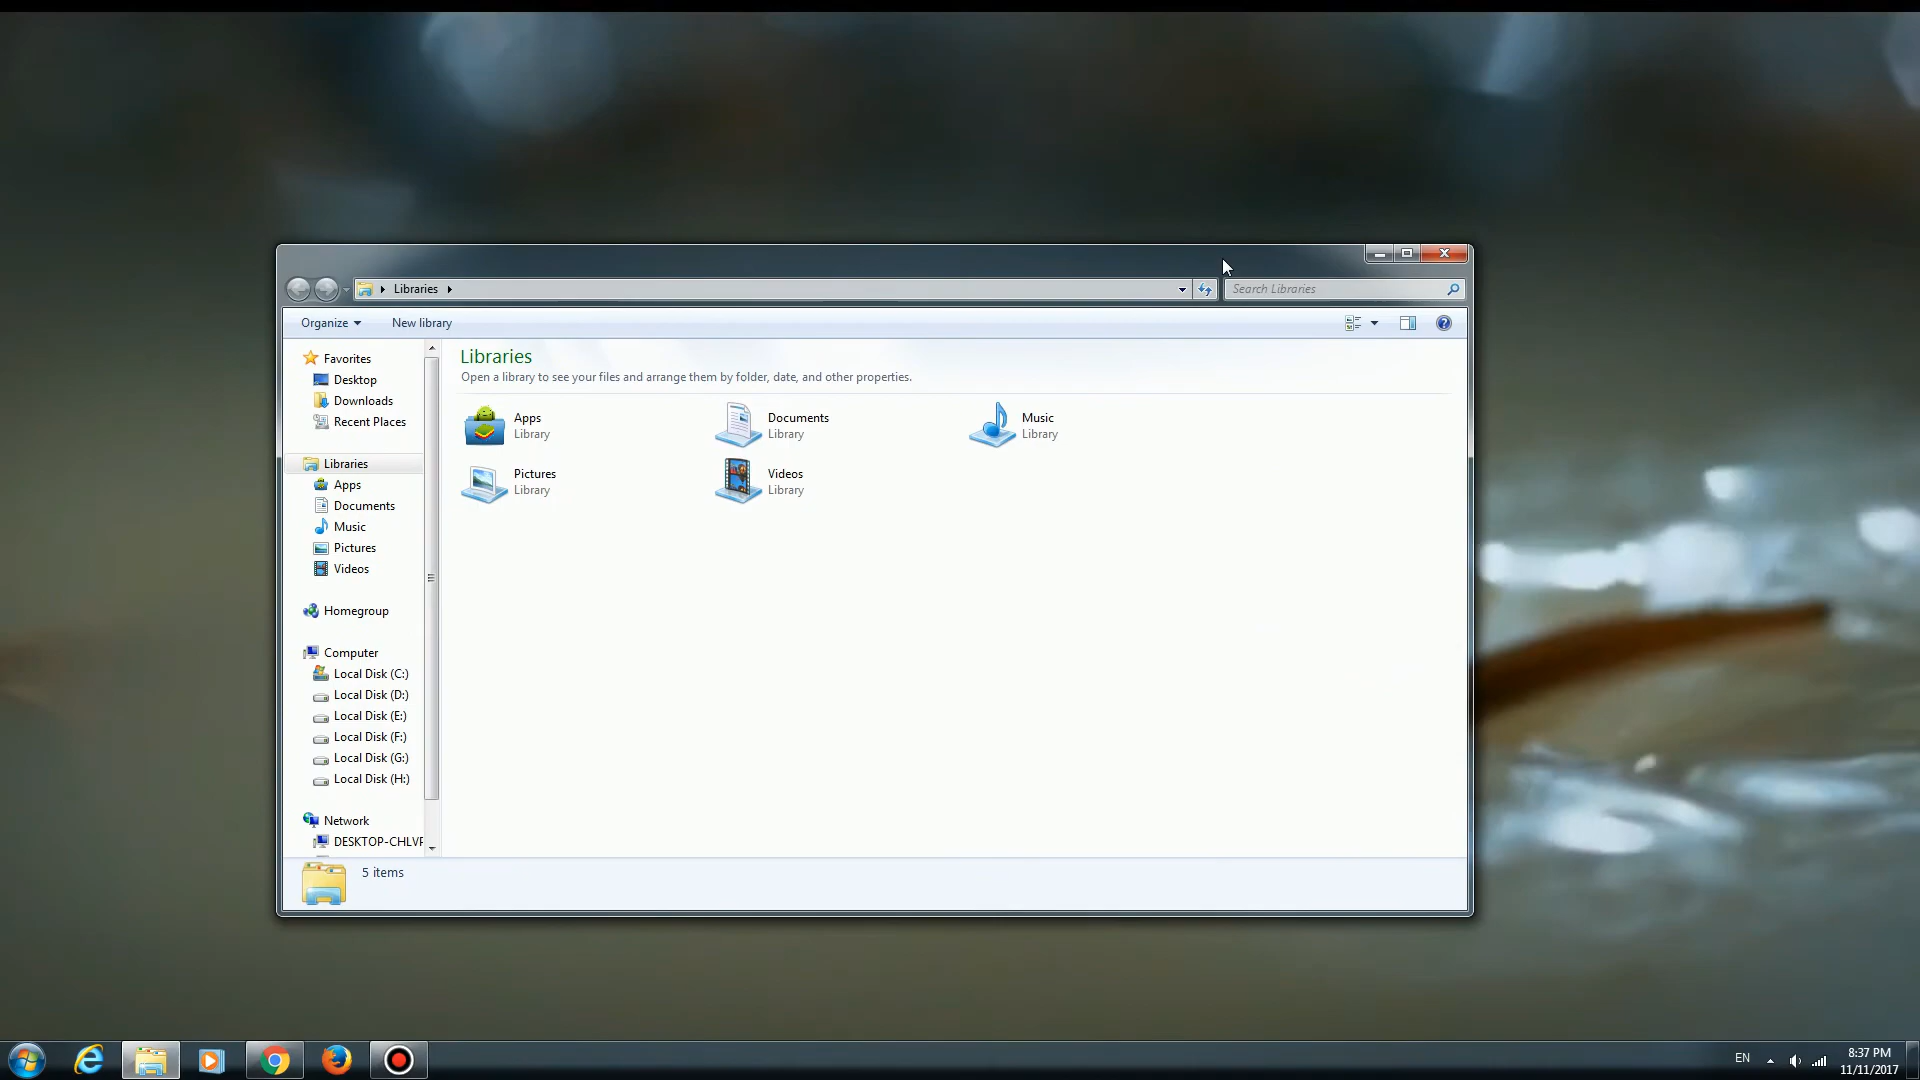 Libraries
Search Libraries
Organize
New library
Favorites
Desktop
Downloads
Recent Places
Libraries
Apps
Documents
Music
Pictures
Videos
Homegroup
Computer
Local Disk (C:)
Local Disk (D:)
Local Disk (E:)
Local Disk (F:)
Local Disk (G:)
Local Disk (H:)
Network
DESKTOP-CHLVF
Libraries
Open a library to see your files and arrange them by folder, date, and other properties.
Apps
Library
Documents
Library
Music
Library
Pictures
Library
Videos
Library
5 items
EN
8:37 PM
11/11/2017